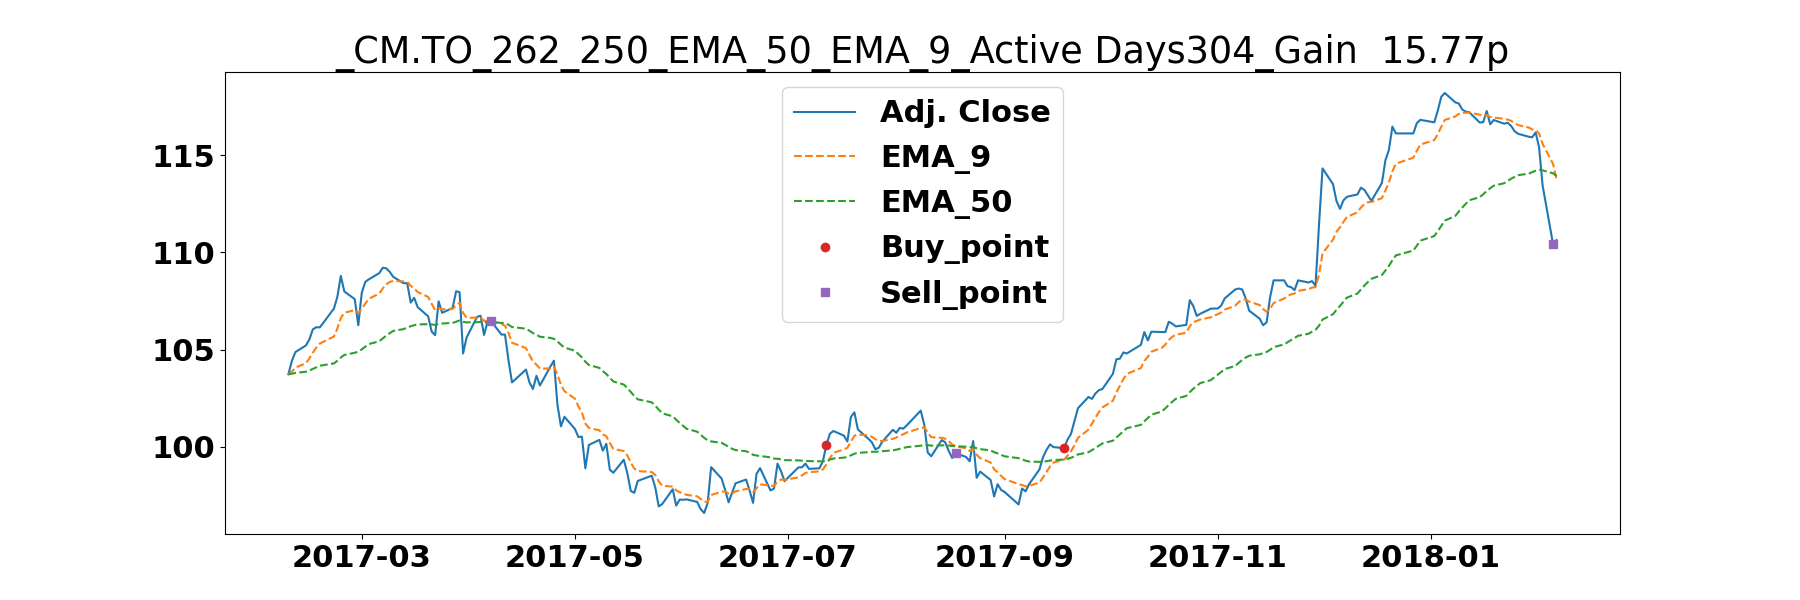 _CM.TO_262_250_EMA_50_EMA_9_Active Days304_Gain  15.77p
Adj. Close
EMA_9
EMA_50
Buy_point
Sell_point
115
110
105
100
2017-03 2017-05 2017-07 2017-09 2017-11 2018-01